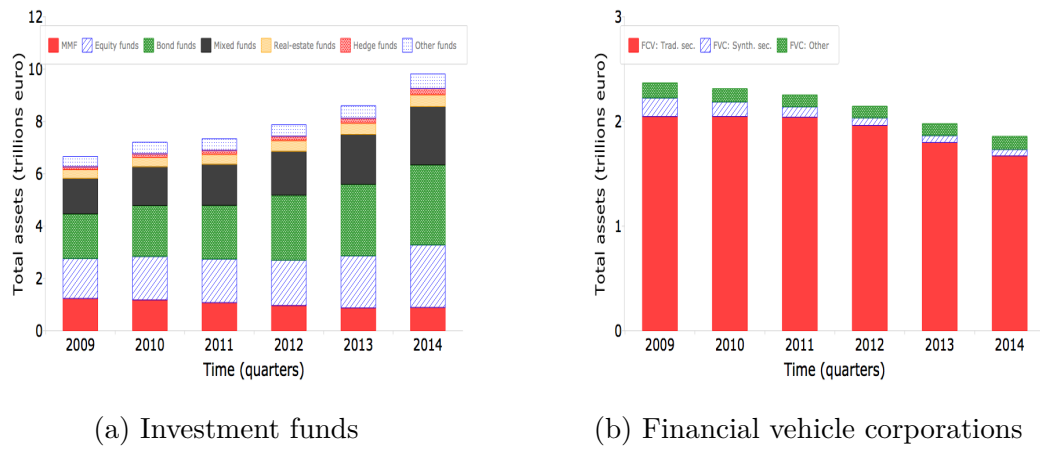 12
10
8
6
4
2
0
Total assets (trillions euro)
MMF Equity funds Bond funds Mixed funds Real-estate funds Hedge funds Other funds
2009 2010 2011 2012 2013 2014
Time (quarters)
(a) Investment funds
3
2
1
0
Total assets (trillions euro)
FCV: Trad. sec. FVC: Synth. sec. FVC: Other
2009 2010 2011 2012 2013 2014
Time (quarters)
(b) Financial vehicle corporations